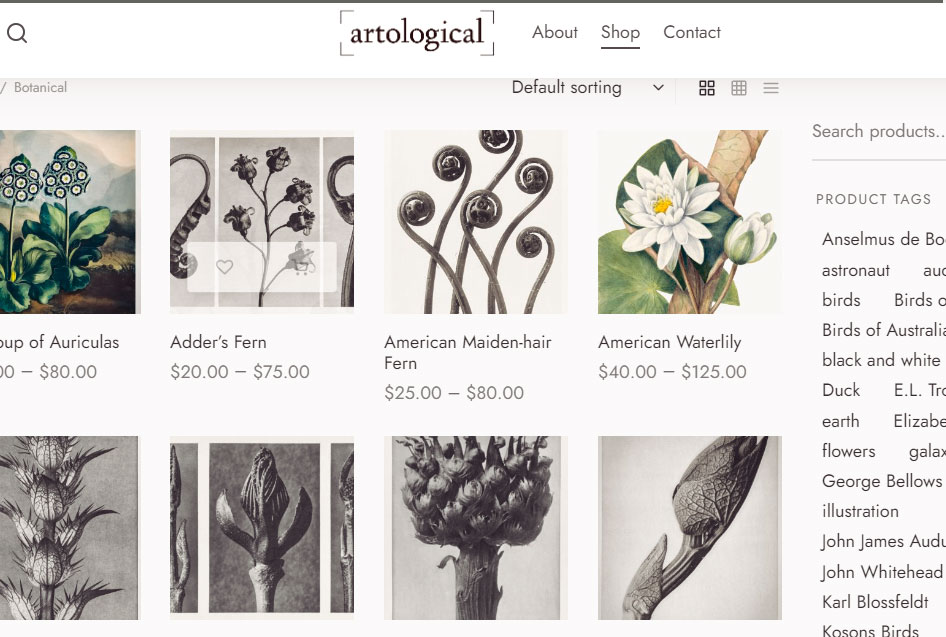 artological
About Shop Contact
/ Botanical
Default sorting
Search products...
PRODUCT TAGS
Anselmus de Bo
astronaut
birds Birds o
Birds of Australia
black and white
Duck E.L. Tro
earth Elizabe
flowers galax
George Bellows
illustration
John James Audu
John Whitehead
Karl Blossfeldt
Kosons Birds
oup of Auriculas
00 – $80.00
Adder’s Fern
$20.00 – $75.00
American Maiden-hair
Fern
$25.00 – $80.00
American Waterlily
$40.00 – $125.00